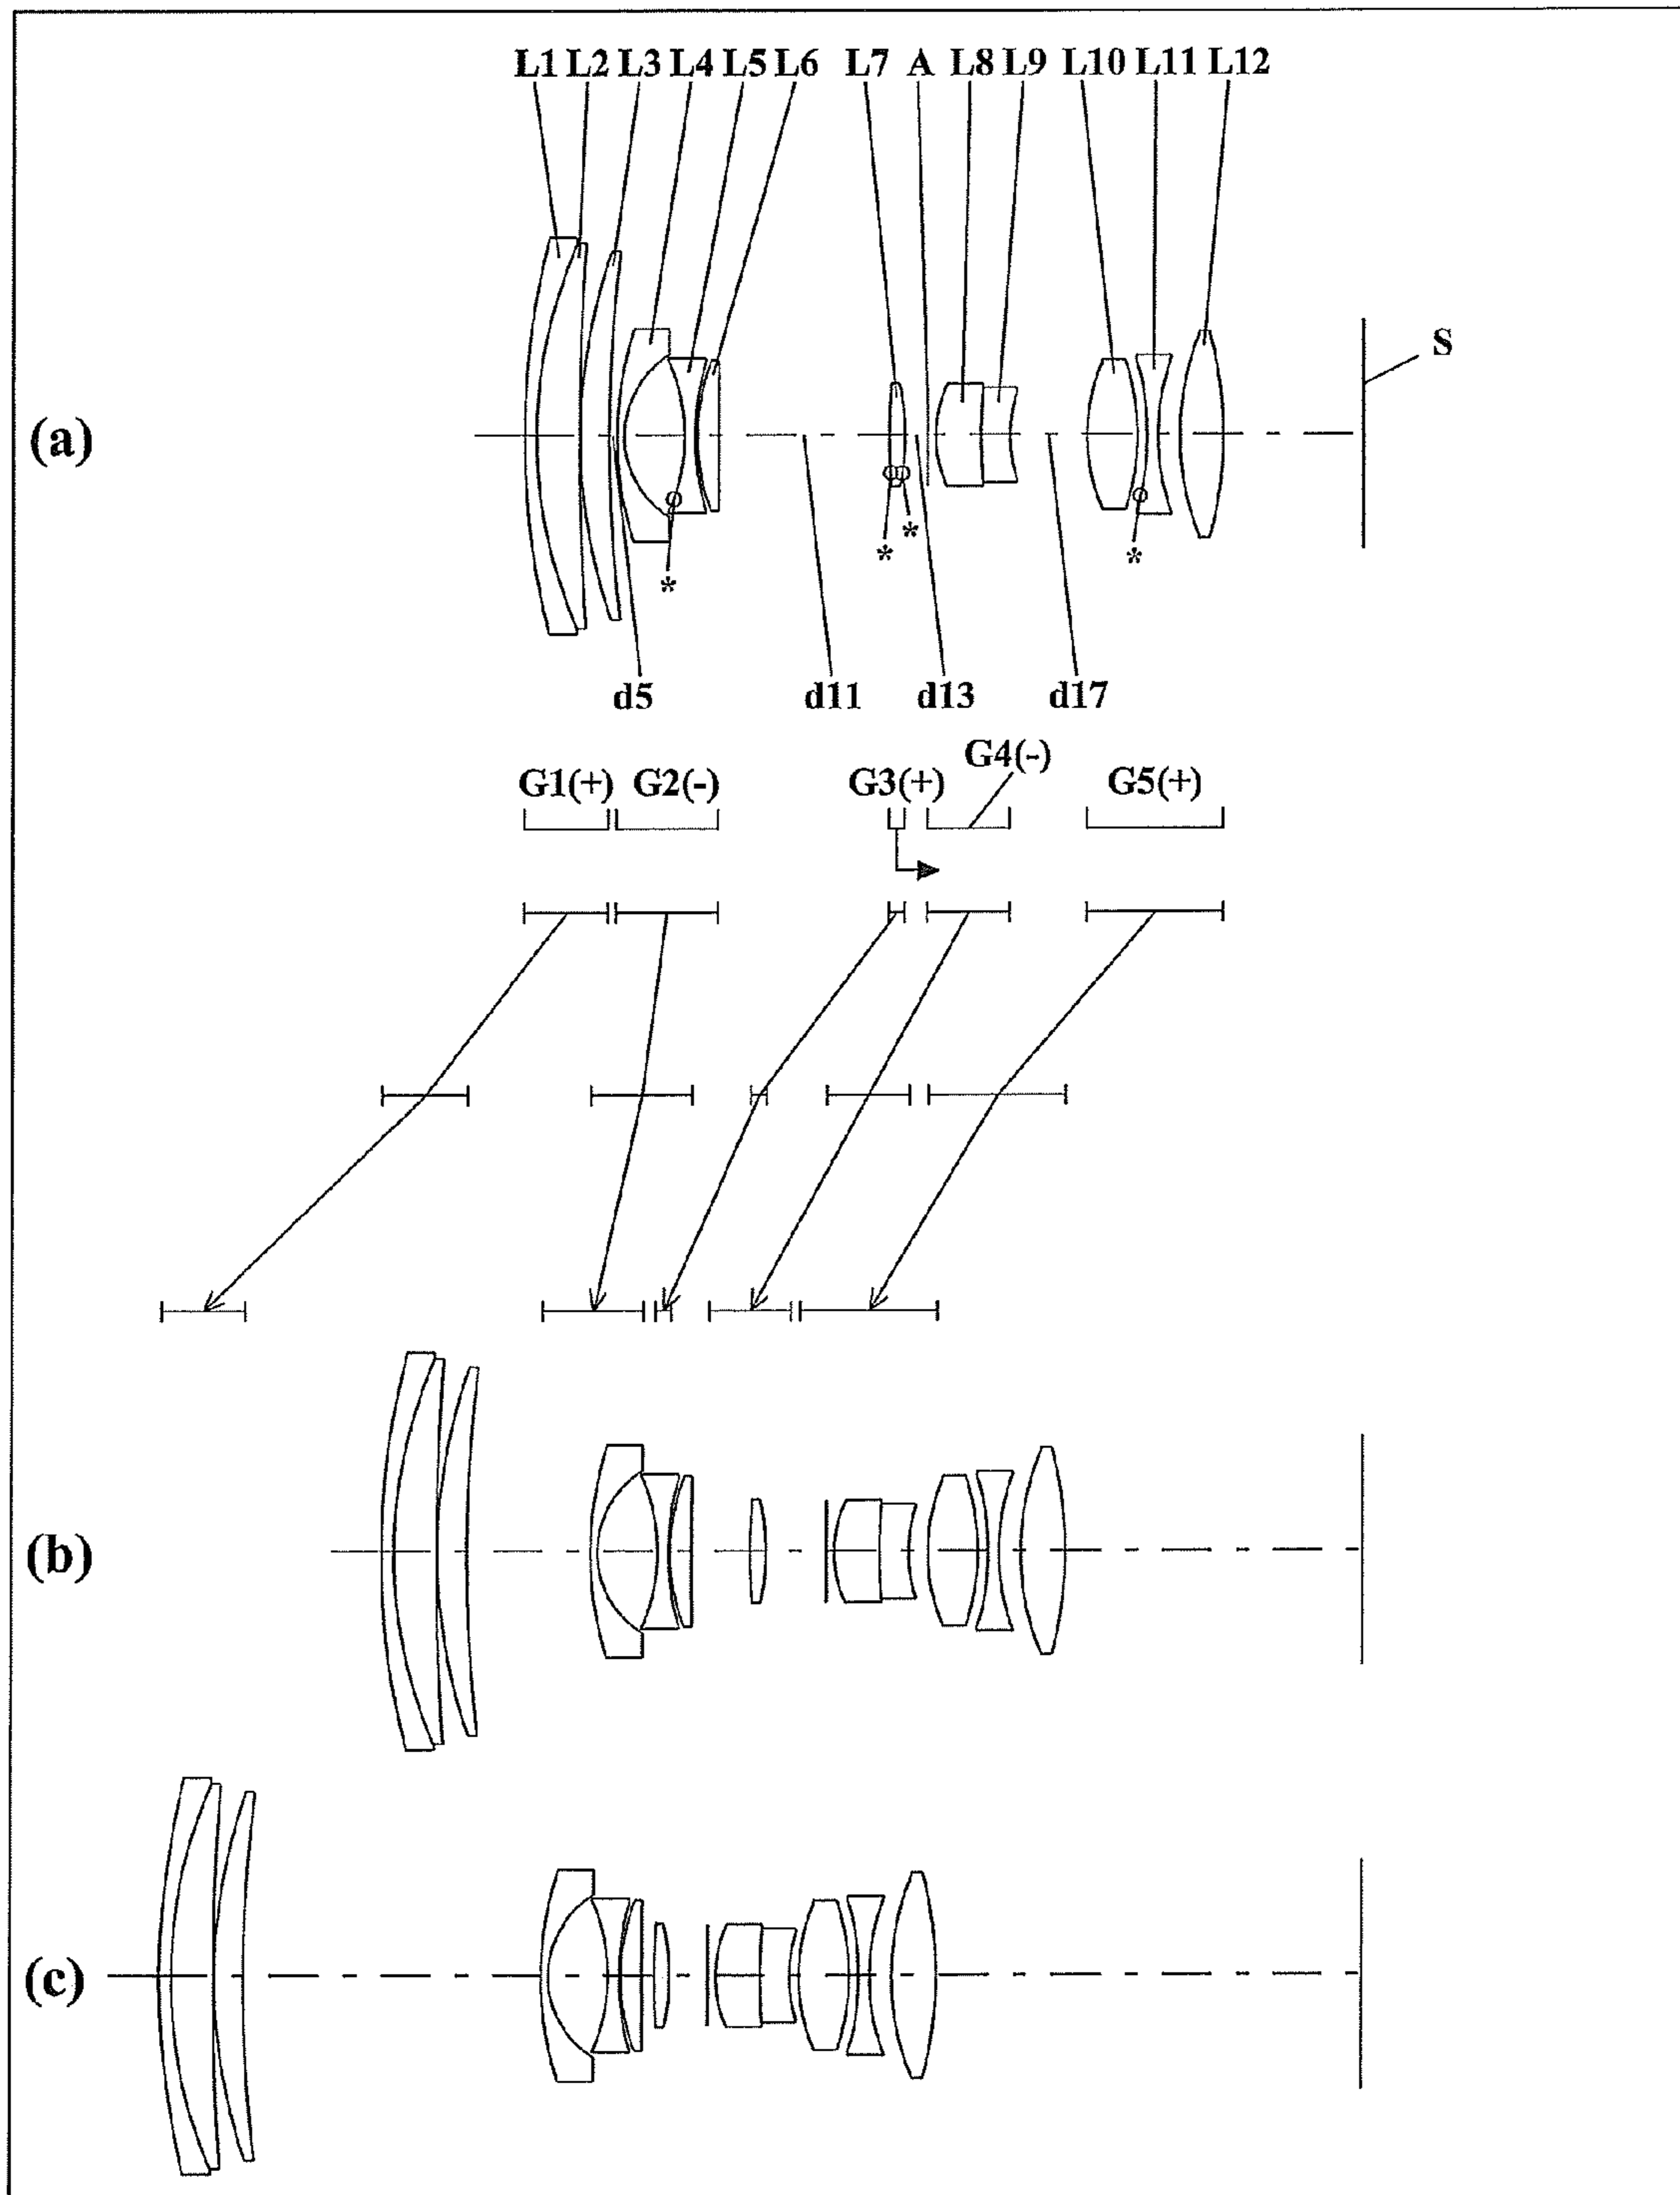 L1 L2 L3 L4 L5 L6 L7 A L8 L9 L10 L11 L12
S
(a)
* * * *
d5 d11 d13 d17
G1(+) G2(-) G3(+) G4(-) G5(+)
(b)
(c)